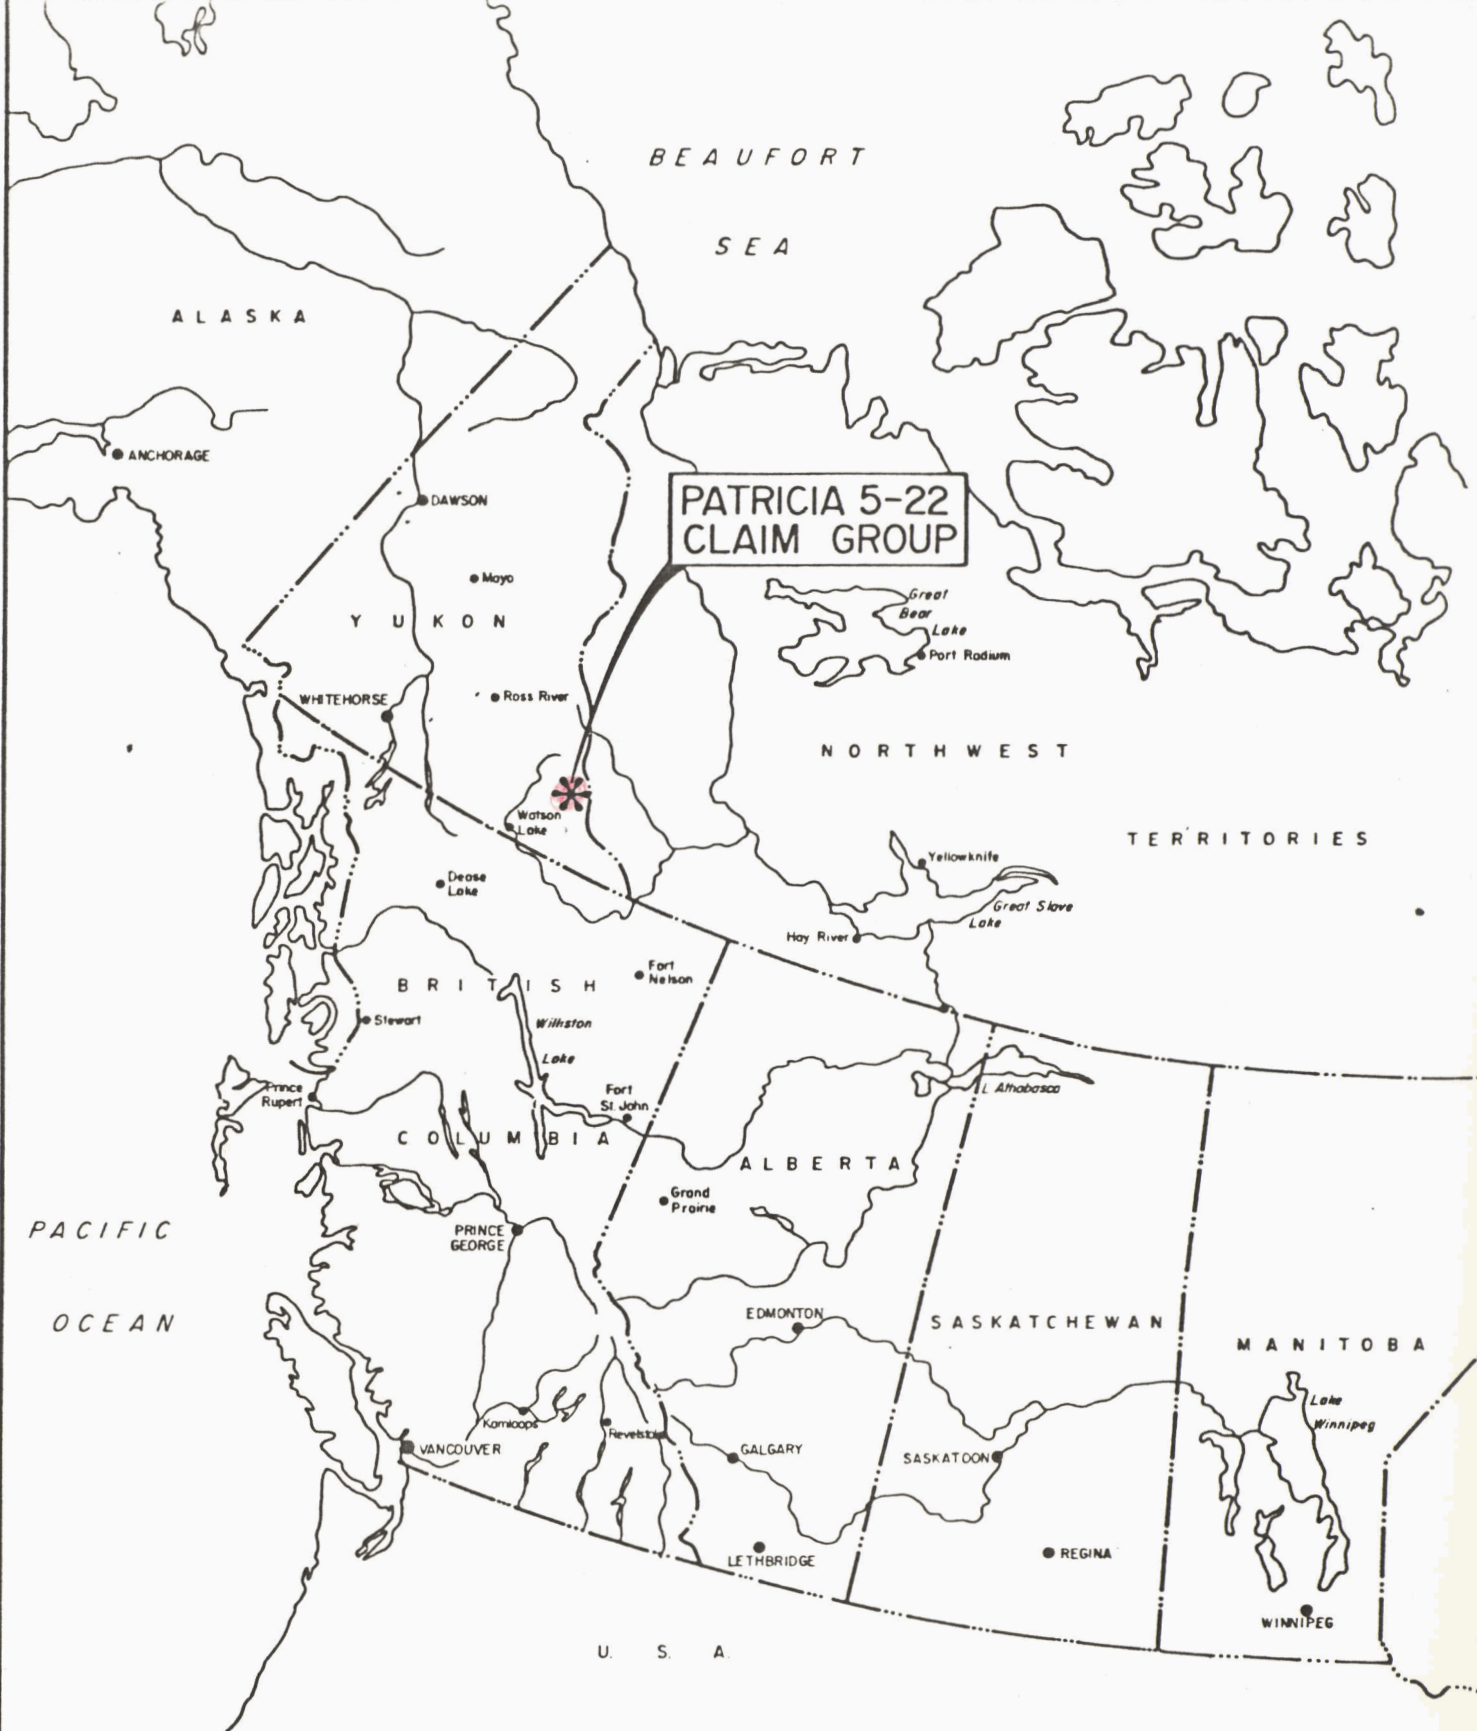 BEAUFORT
SEA
ALASKA
ANCHORAGE
DAWSON
PATRICIA 5-22
CLAIM GROUP
Mayo
YUKON
Great
Bear
Lake
Port Radium
WHITEHORSE
Ross River
NORTHWEST
TERRITORIES
Watson
Lake
Yellowknife
Dease
Lake
Great Slave
Lake
Hay River
Fort
Nelson
BRITISH
Stewart
Williston
Lake
Prince
Rupert
Fort
St. John
L. Athabasca
COLUMBIA
ALBERTA
Grand
Prairie
PACIFIC
OCEAN
PRINCE
GEORGE
EDMONTON
SASKATCHEWAN
MANITOBA
Lake
Winnipeg
Kamloops
Revelstoke
VANCOUVER
CALGARY
SASKATOON
LETHBRIDGE
REGINA
WINNIPEG
U. S. A.